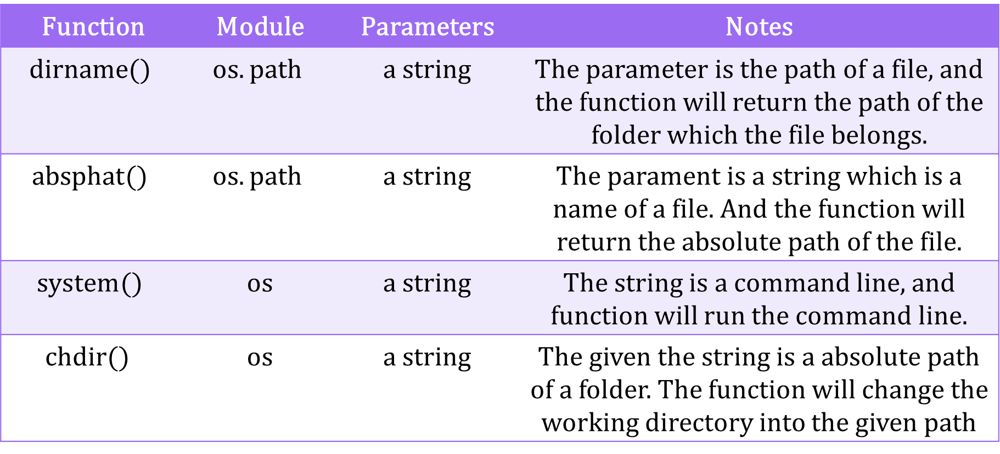 Function Module Parameters Notes
dirname() os. path a string The parameter is the path of a file, and
the function will return the path of the
folder which the file belongs.
absphat() os. path a string The parament is a string which is a
name of a file. And the function will
return the absolute path of the file.
system() os a string The string is a command line, and
function will run the command line.
chdir() os a string The given the string is a absolute path
of a folder. The function will change the
working directory into the given path